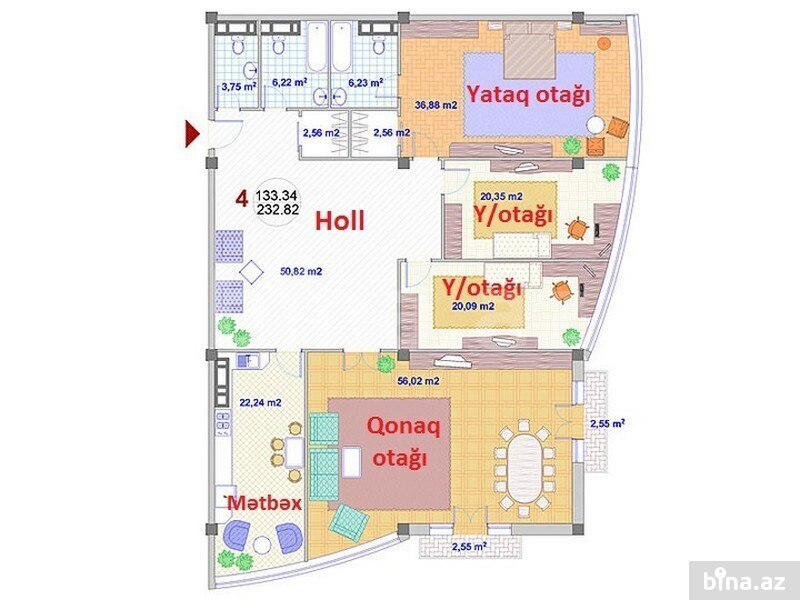 3,75 m²
6,22 m²
6,23 m²
36,88 m2
Yataq otağı
2,56 m2
2,56 m2
4
133.34
232.82
Holl
20,35 m2
Y/otağı
50,82 m2
Y/otağı
20,09 m2
56,02 m2
22,24 m2
Qonaq
otağı
2,55 m²
Mətbəx
2,55 m²
bina.az